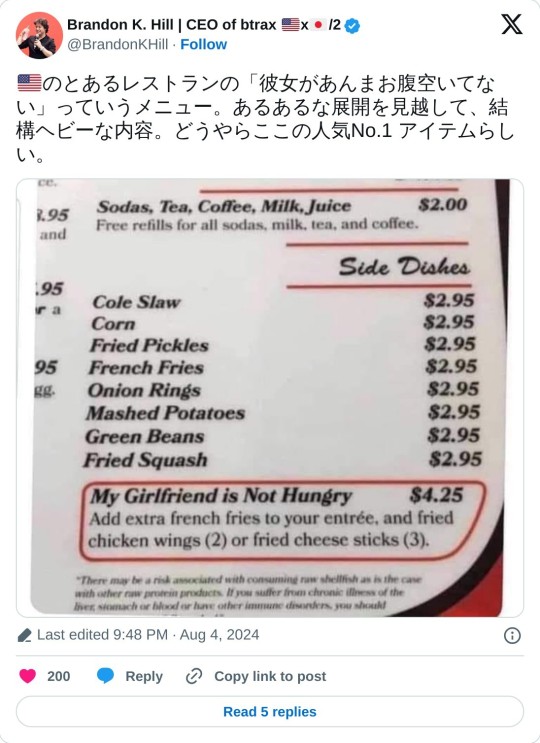 Brandon K. Hill | CEO of btrax 🇺🇸x🇯🇵/2
@BrandonKHill · Follow
🇺🇸のとあるレストランの「彼女があんまお腹空いてな
い」っていうメニュー。あるあるな展開を見越して、結
構ヘビーな内容。どうやらここの人気No.1 アイテムらし
い。
ce.
Sodas, Tea, Coffee, Milk, Juice $2.00
.95
Free refills for all sodas, milk, tea, and coffee.
and
Side Dishes
.95
Cole Slaw $2.95
r a
Corn $2.95
Fried Pickles $2.95
95
French Fries $2.95
gg.
Onion Rings $2.95
Mashed Potatoes $2.95
Green Beans $2.95
Fried Squash $2.95
My Girlfriend is Not Hungry $4.25
Add extra french fries to your entrée, and fried
chicken wings (2) or fried cheese sticks (3).
"There may be a risk associated with consuming raw shellfish as is the case
with other raw protein products. If you suffer from chronic illness of the
liver, stomach or blood or have other immune disorders, you should
Last edited 9:48 PM · Aug 4, 2024
200 Reply Copy link to post
Read 5 replies